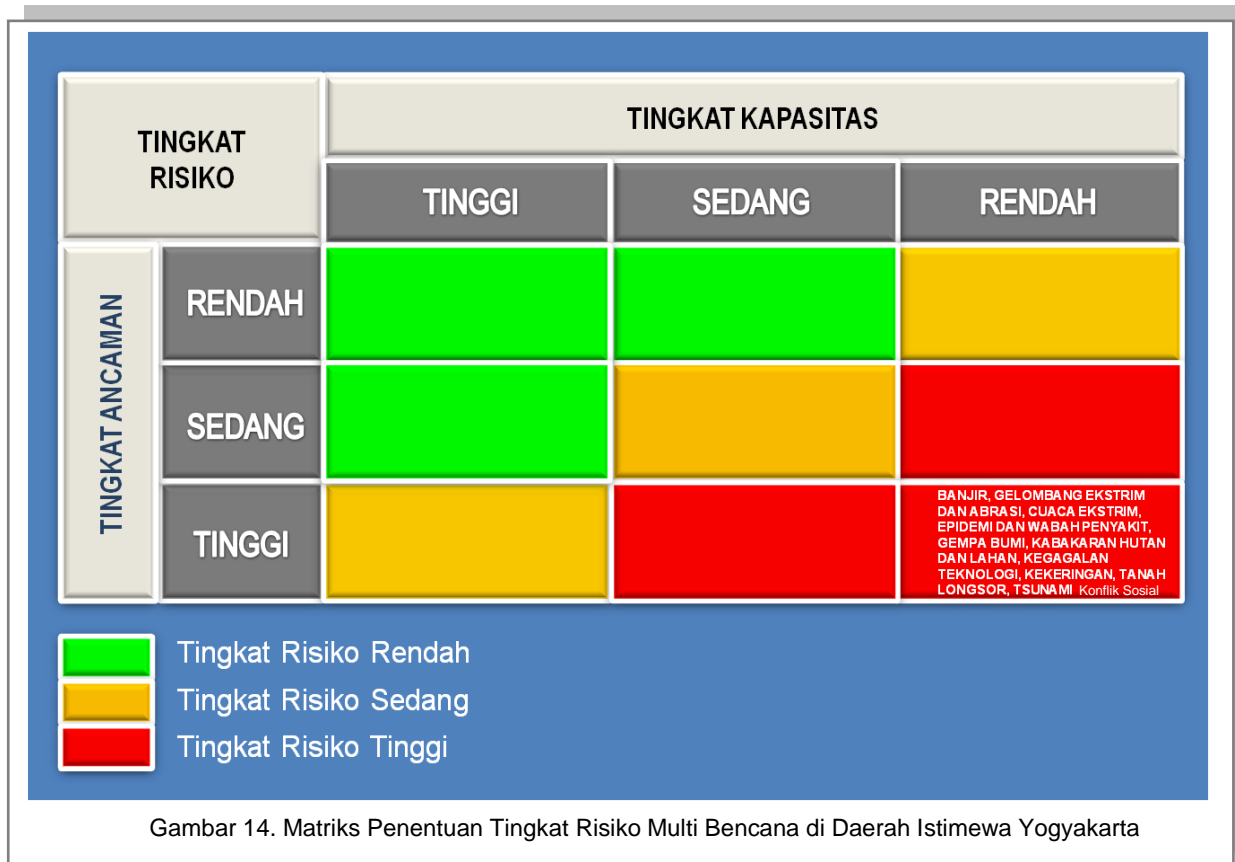 TINGKAT
RISIKO
TINGKAT KAPASITAS
TINGGI
SEDANG
RENDAH
TINGKAT ANCAMAN
RENDAH
SEDANG
TINGGI
BANJIR, GELOMBANG EKSTRIM
DAN ABRASI, CUACA EKSTRIM,
EPIDEMI DAN WABAH PENYAKIT,
GEMPA BUMI, KABAKARAN HUTAN
DAN LAHAN, KEGAGALAN
TEKNOLOGI, KEKERINGAN, TANAH
LONGSOR, TSUNAMI Konflik Sosial
Tingkat Risiko Rendah
Tingkat Risiko Sedang
Tingkat Risiko Tinggi
Gambar 14. Matriks Penentuan Tingkat Risiko Multi Bencana di Daerah Istimewa Yogyakarta